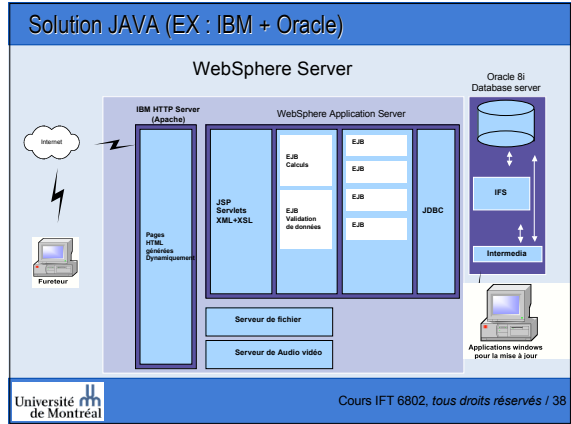 Solution JAVA (EX : IBM + Oracle)
WebSphere Server
Oracle 8i
Database server
IBM HTTP Server
(Apache)
WebSphere Application Server
Internet
Fureteur
Pages
HTML
générées
Dynamiquement
JSP
Servlets
XML+XSL
EJB
Calculs
EJB
Validation
de données
EJB
EJB
EJB
EJB
JDBC
IFS
Intermedia
Serveur de fichier
Serveur de Audio vidéo
Applications windows
pour la mise à jour
Université
de Montréal
Cours IFT 6802, tous droits réservés / 38